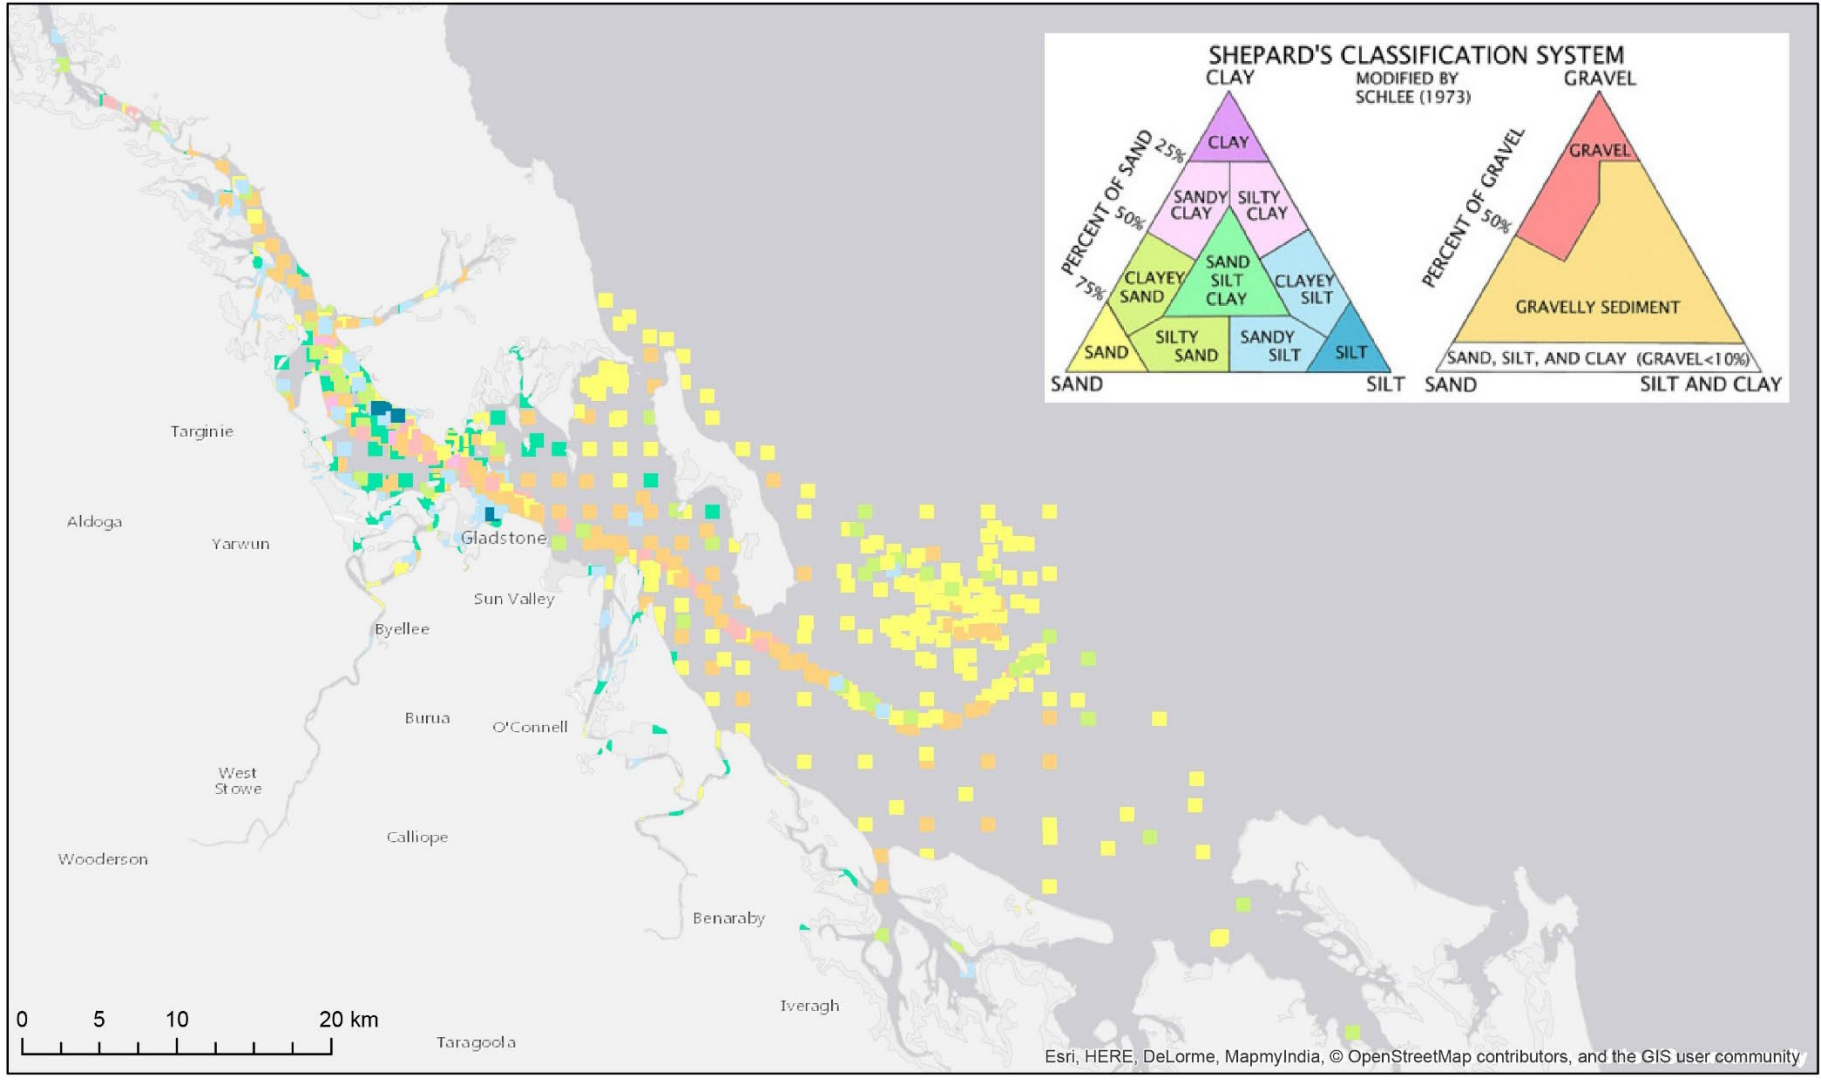 SHEPARD'S CLASSIFICATION SYSTEM
MODIFIED BY
SCHLEE (1973)
CLAY
PERCENT OF SAND
25%
50%
75%
CLAY
SANDY
CLAY
SILTY
CLAY
SAND
SILT
CLAY
CLAYEY
SAND
CLAYEY
SILT
SAND
SILTY
SAND
SANDY
SILT
SILT
SAND
SILT
GRAVEL
PERCENT OF GRAVEL
50%
GRAVEL
GRAVELLY SEDIMENT
SAND, SILT, AND CLAY (GRAVEL<10%)
SAND
SILT AND CLAY
Targinie
Aldoga
Yarwun
Gladstone
Sun Valley
Byellee
Burua
O'Connell
West
Stowe
Calliope
Wooderson
Benaraby
Iveragh
Taragoola
0 5 10 20 km
Esri, HERE, DeLorme, MapmyIndia, © OpenStreetMap contributors, and the GIS user community